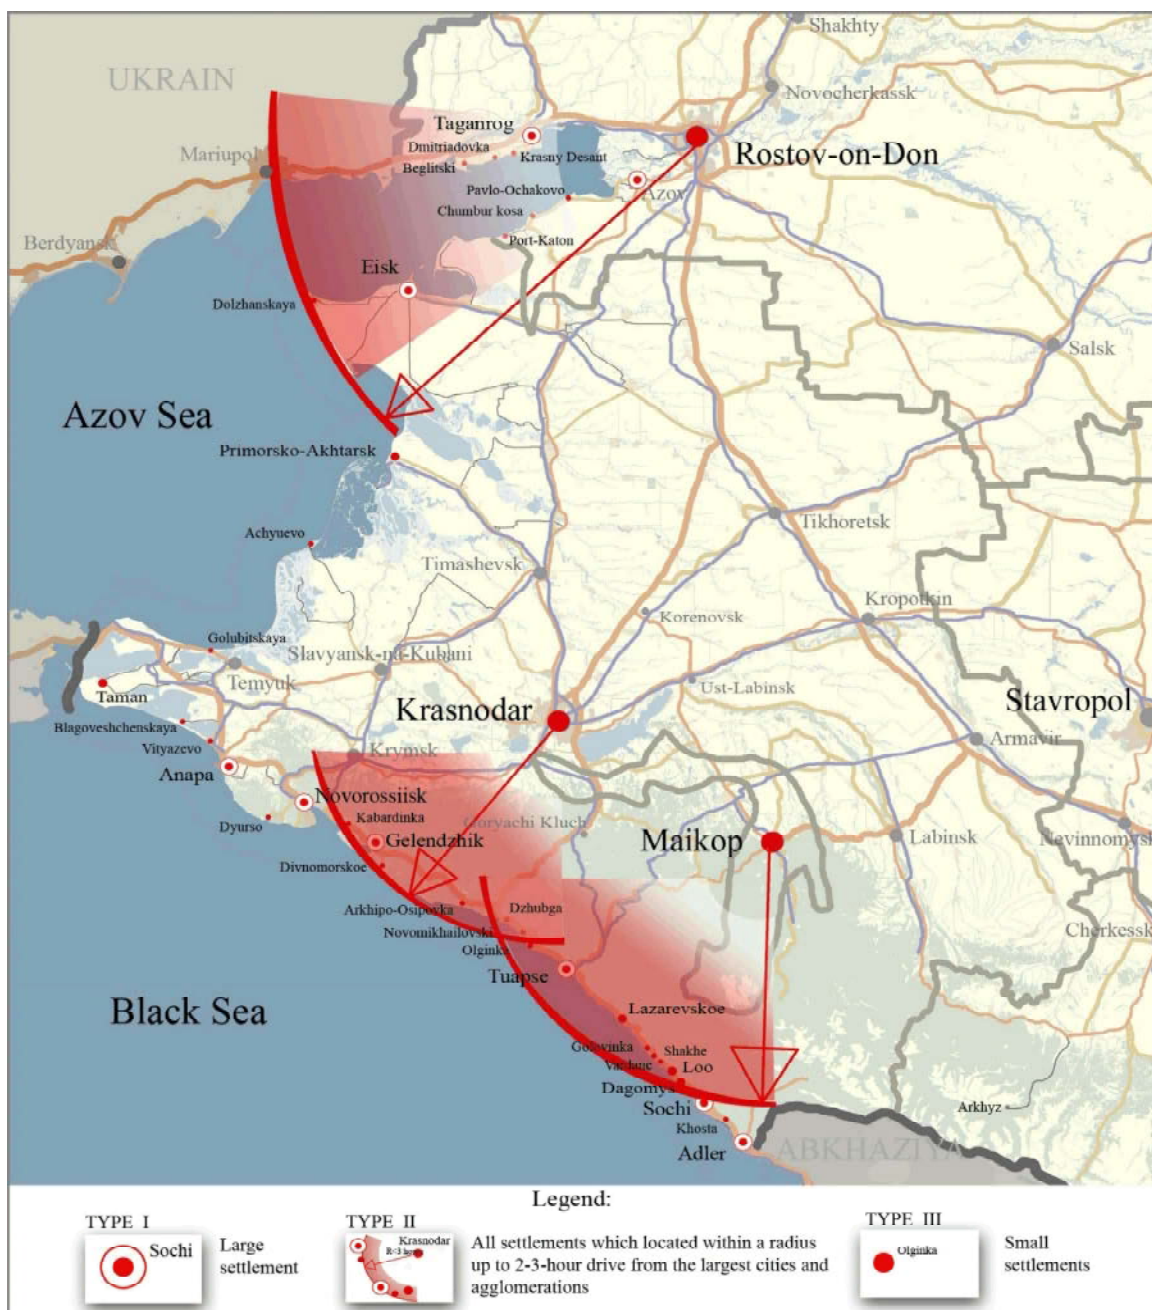 Shakhty
UKRAIN
Novocherkassk
Taganrog
Dmitriadovka
Mariupol
Krasny Desant
Rostov-on-Don
Beglitski
Pavlo-Ochakovo
Azov
Chumbur kosa
Berdyansk
Port-Katon
Eisk
Dolzhanskaya
Salsk
Azov Sea
Primorsko-Akhtarsk
Tikhoretsk
Achyuevo
Timashevsk
Kropotkin
Korenovsk
Golubitskaya
Slavyansk-na-Kubani
Temyuk
Ust-Labinsk
Taman
Krasnodar
Stavropol
Blagoveshchenskaya
Vityazevo
Armavir
Krymsk
Anapa
Novorossiisk
Dyurso
Kabardinka
Goryachi Kluch
Gelendzhik
Maikop
Labinsk
Nevinnomysk
Divnomorskoe
Arkhipo-Osipovka
Dzhubga
Novomikhailovski
Cherkessk
Olginka
Tuapse
Black Sea
Lazarevskoe
Golovinka
Shakhe
Vardane
Loo
Dagomys
Sochi
Arkhyz
Khosta
Adler
ABKHAZIYA
Legend:
TYPE I
Sochi
Large
settlement
TYPE II
Krasnodar
All settlements which located within a radius
up to 2-3-hour drive from the largest cities and
agglomerations
TYPE III
Olginka
Small
settlements